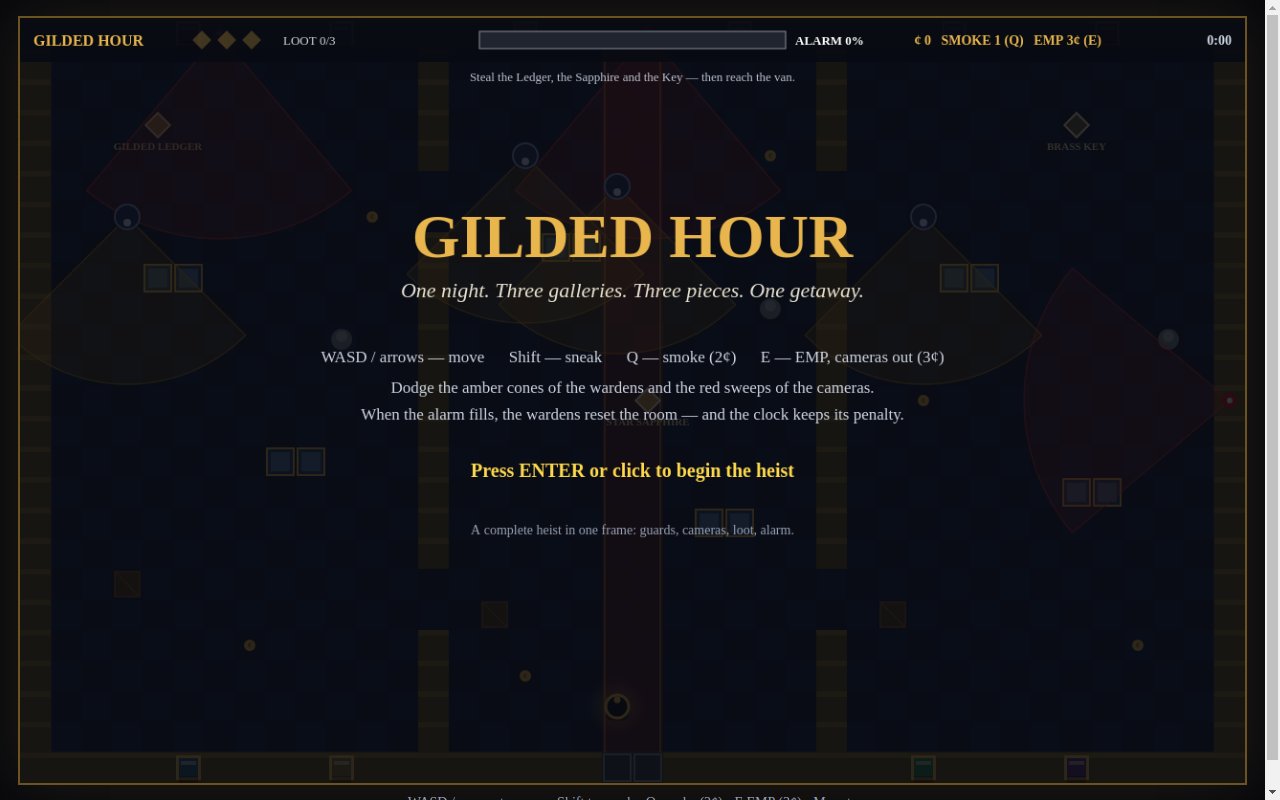 GILDED HOUR LOOT 0/3 ALARM 0% ¢ 0 SMOKE 1 (Q) EMP 3¢ (E) 0:00
Steal the Ledger, the Sapphire and the Key — then reach the van.
GILDED LEDGER
BRASS KEY
GILDED HOUR
One night. Three galleries. Three pieces. One getaway.
WASD / arrows — move Shift — sneak Q — smoke (2¢) E — EMP, cameras out (3¢)
Dodge the amber cones of the wardens and the red sweeps of the cameras.
When the alarm fills, the wardens reset the room — and the clock keeps its penalty.
STAR SAPPHIRE
Press ENTER or click to begin the heist
A complete heist in one frame: guards, cameras, loot, alarm.